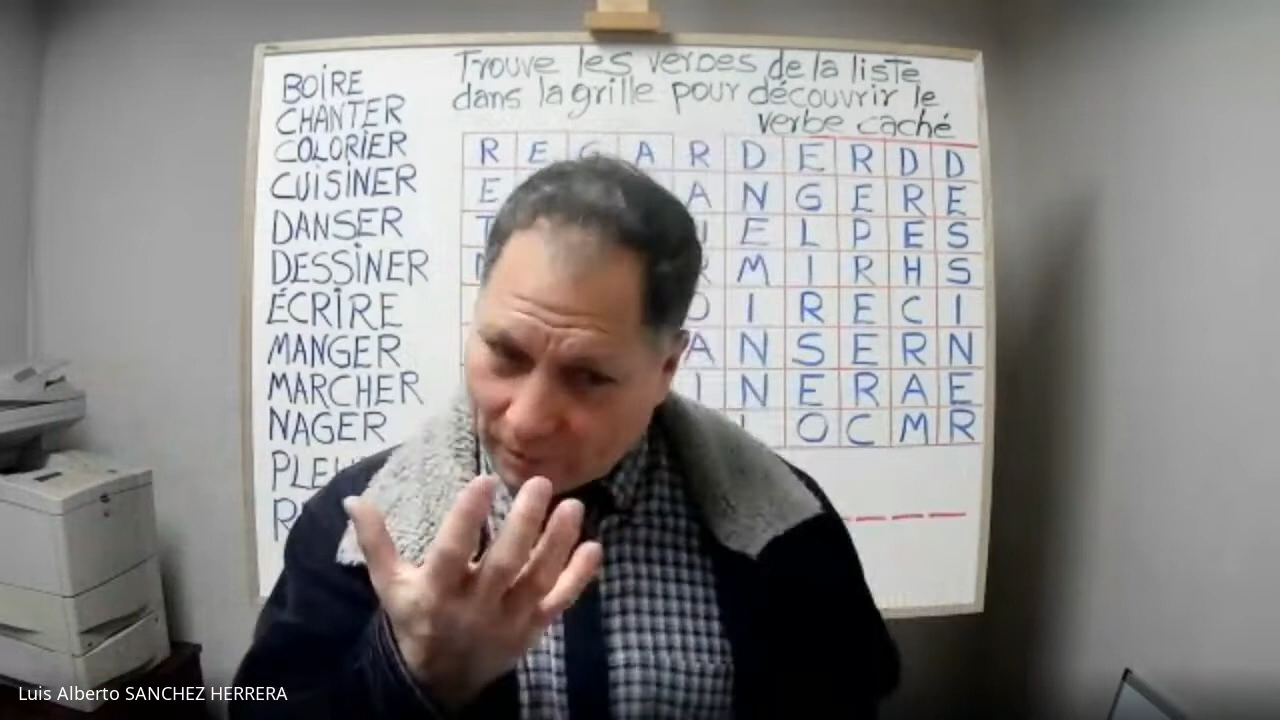 Trouve les verbes de la liste
dans la grille pour découvrir le
verbe caché
BOIRE
CHANTER
COLORIER
CUISINER
DANSER
DESSINER
ÉCRIRE
MANGER
MARCHER
NAGER
R E G A R D E R D D
E A N G E R E
E L P E S
M I R H S
I R E C I
A N S E R N
I N E R A E
O C M R
Luis Alberto SANCHEZ HERRERA